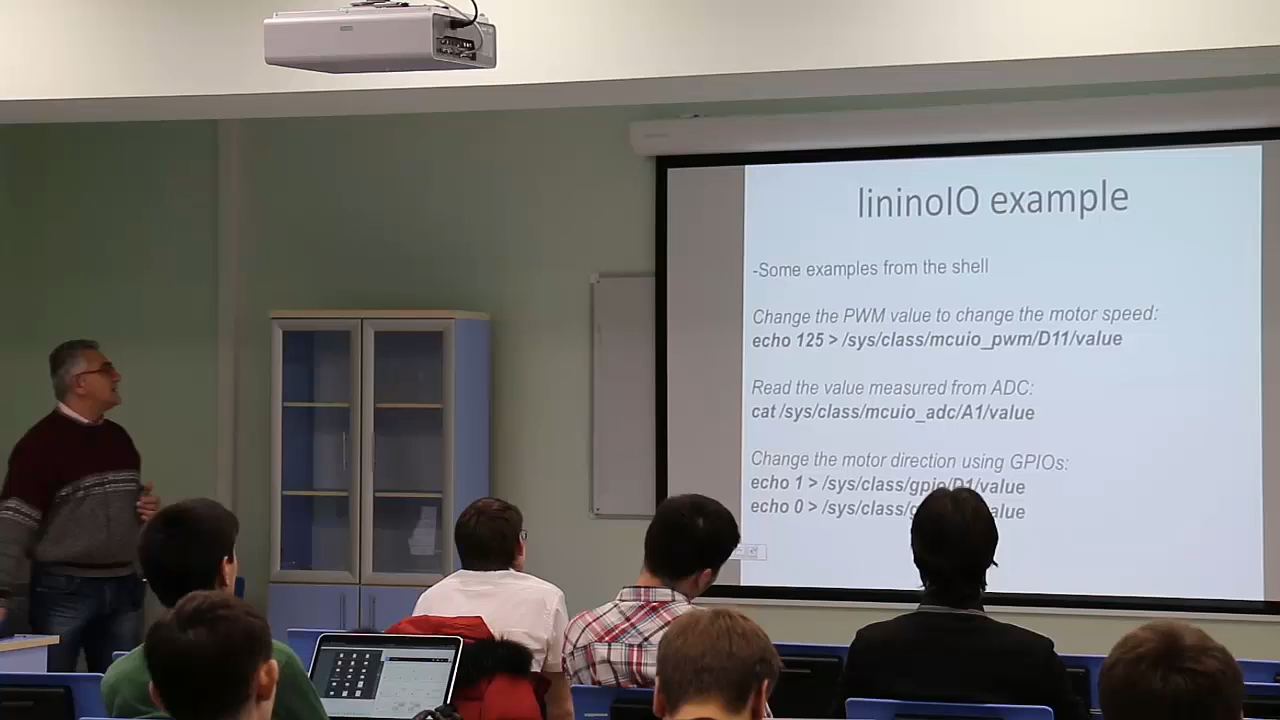 lininoIO example
-Some examples from the shell
Change the PWM value to change the motor speed:
echo 125 > /sys/class/mcuio_pwm/D11/value
Read the value measured from ADC:
cat /sys/class/mcuio_adc/A1/value
Change the motor direction using GPIOs:
echo 1 > /sys/class/gpio/D1/value
echo 0 > /sys/class/ value